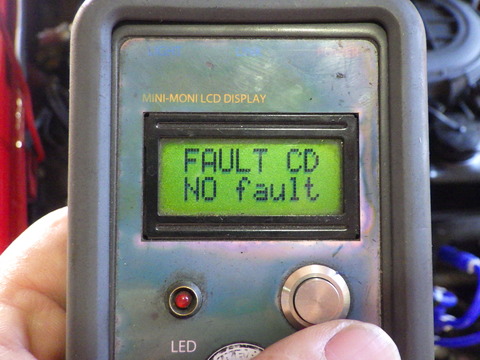 MINI-MONI LCD DISPLAY
FAULT CD
NO fault
LED